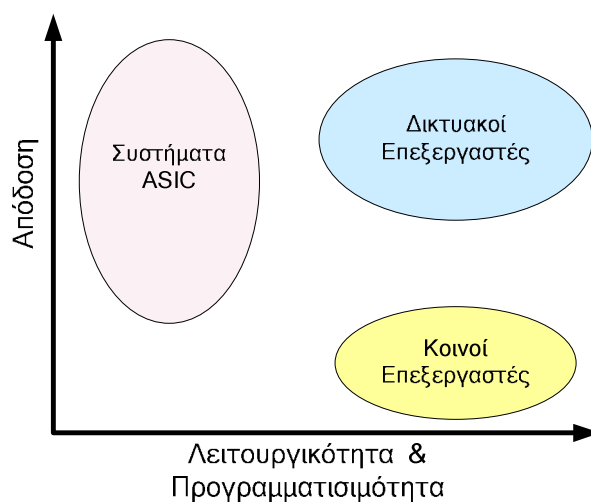 Απόδοση
Συστήματα
ASIC
Δικτυακοί
Επεξεργαστές
Κοινοί
Επεξεργαστές
Λειτουργικότητα &
Προγραμματισιμότητα